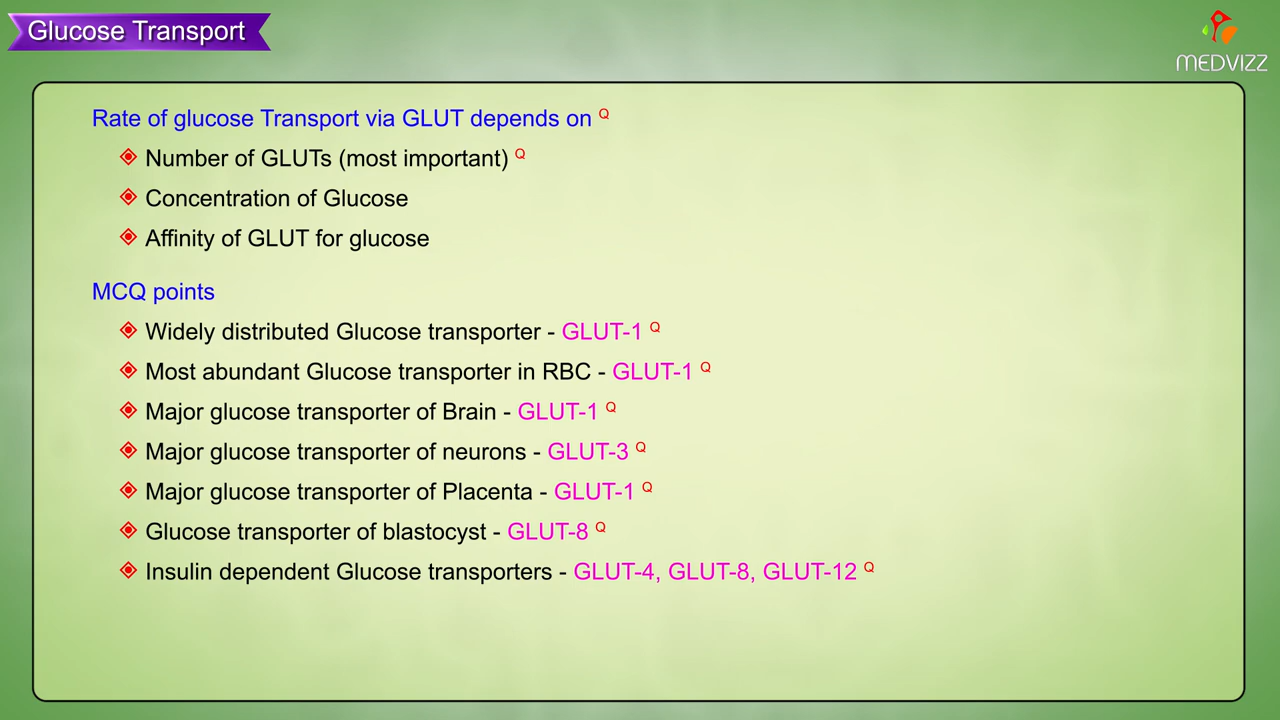 Glucose Transport
MEDVIZZ
Rate of glucose Transport via GLUT depends on Q
Number of GLUTs (most important) Q
Concentration of Glucose
Affinity of GLUT for glucose
MCQ points
Widely distributed Glucose transporter - GLUT-1 Q
Most abundant Glucose transporter in RBC - GLUT-1 Q
Major glucose transporter of Brain - GLUT-1 Q
Major glucose transporter of neurons - GLUT-3 Q
Major glucose transporter of Placenta - GLUT-1 Q
Glucose transporter of blastocyst - GLUT-8 Q
Insulin dependent Glucose transporters - GLUT-4, GLUT-8, GLUT-12 Q